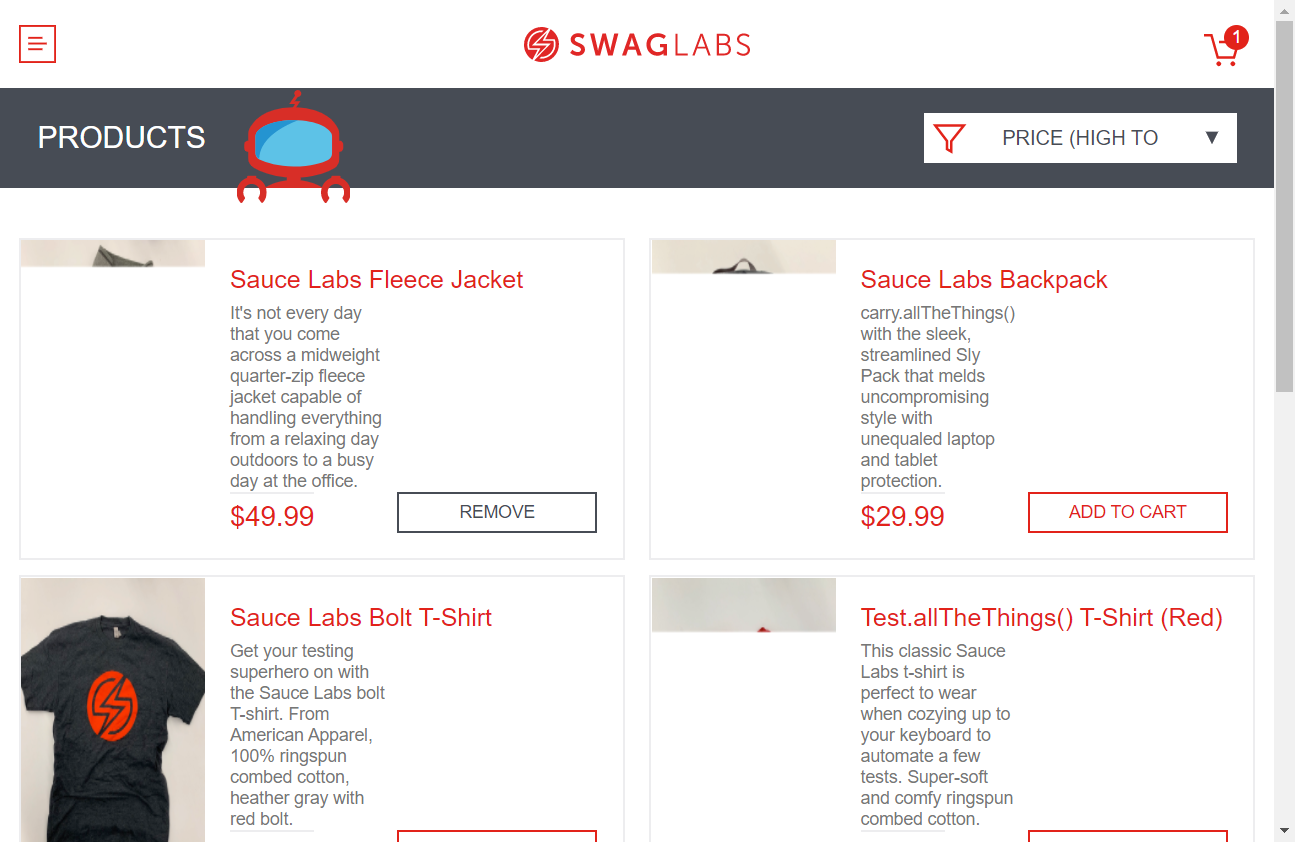 SWAGLABS
1
PRODUCTS
PRICE (HIGH TO
Sauce Labs Fleece Jacket
It's not every day
that you come
across a midweight
quarter-zip fleece
jacket capable of
handling everything
from a relaxing day
outdoors to a busy
day at the office.
$49.99
REMOVE
Sauce Labs Backpack
carry.allTheThings()
with the sleek,
streamlined Sly
Pack that melds
uncompromising
style with
unequaled laptop
and tablet
protection.
$29.99
ADD TO CART
Sauce Labs Bolt T-Shirt
Get your testing
superhero on with
the Sauce Labs bolt
T-shirt. From
American Apparel,
100% ringspun
combed cotton,
heather gray with
red bolt.
Test.allTheThings() T-Shirt (Red)
This classic Sauce
Labs t-shirt is
perfect to wear
when cozying up to
your keyboard to
automate a few
tests. Super-soft
and comfy ringspun
combed cotton.